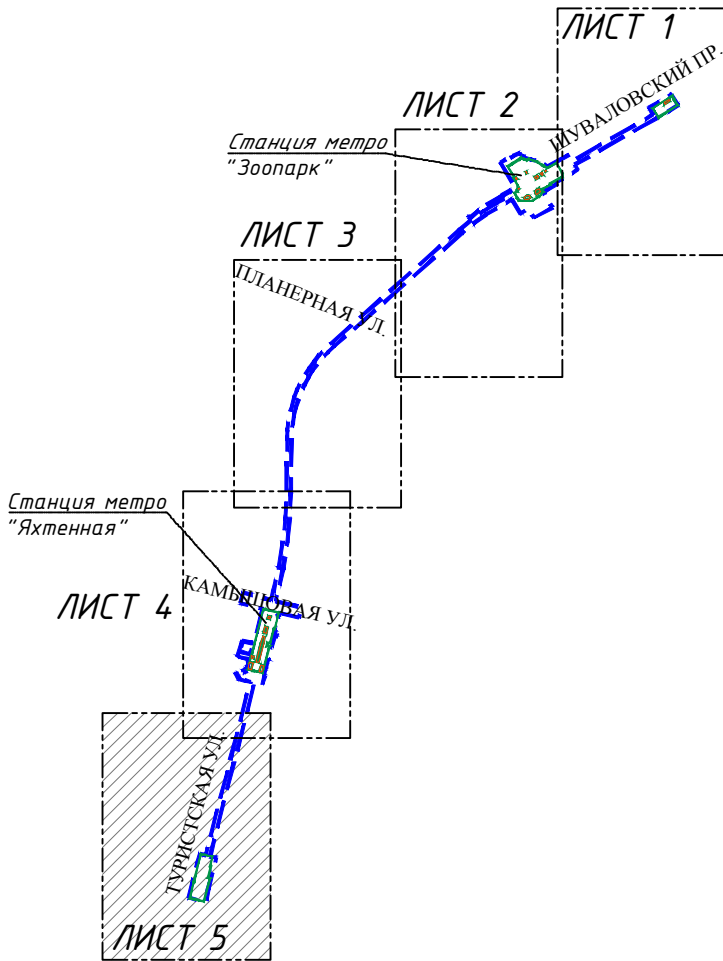 ЛИСТ 1
ШУВАЛОВСКИЙ ПР.
ЛИСТ 2
Станция метро
"Зоопарк"
ЛИСТ 3
ПЛАНЕРНАЯ УЛ.
Станция метро
"Яхтенная"
КАМЫШОВАЯ УЛ.
ЛИСТ 4
ТУРИСТСКАЯ УЛ.
ЛИСТ 5